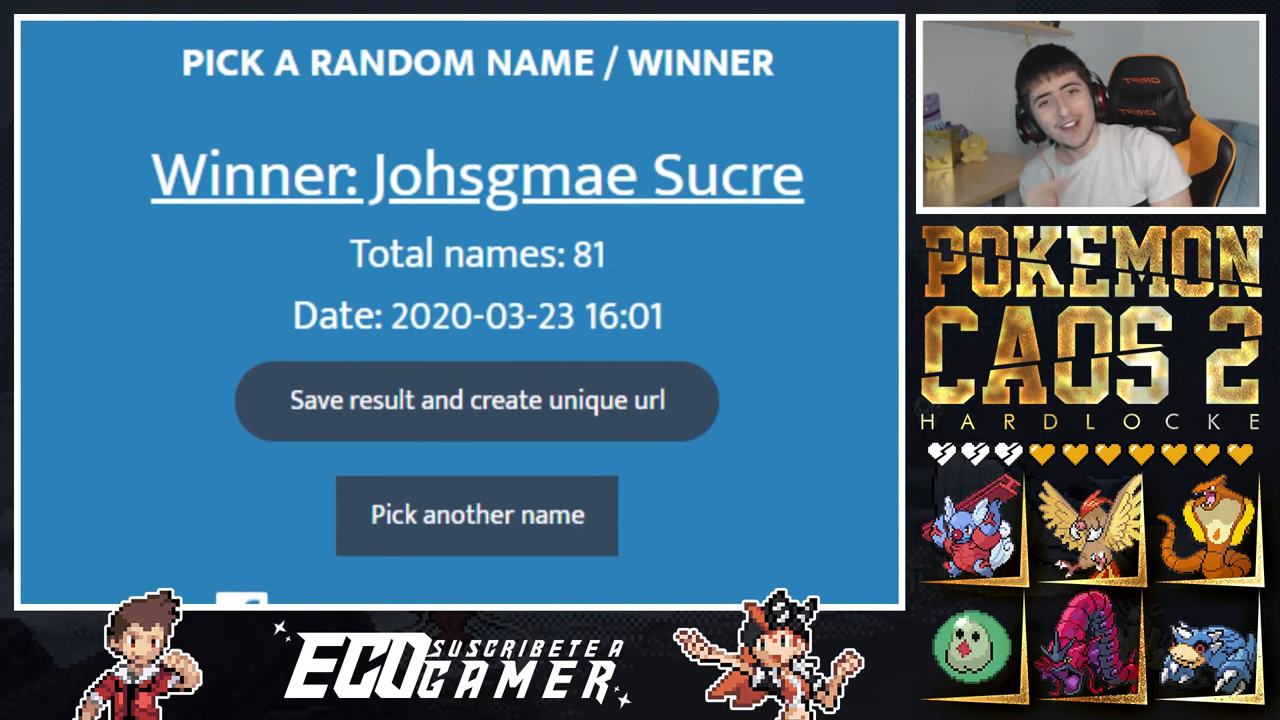 PICK A RANDOM NAME / WINNER
Winner: Johsgmae Sucre
Total names: 81
Date: 2020-03-23 16:01
Save result and create unique url
Pick another name
POKEMON
CAOS 2
HARDLOCKE
SUSCRIBETE A
EGO GAMER